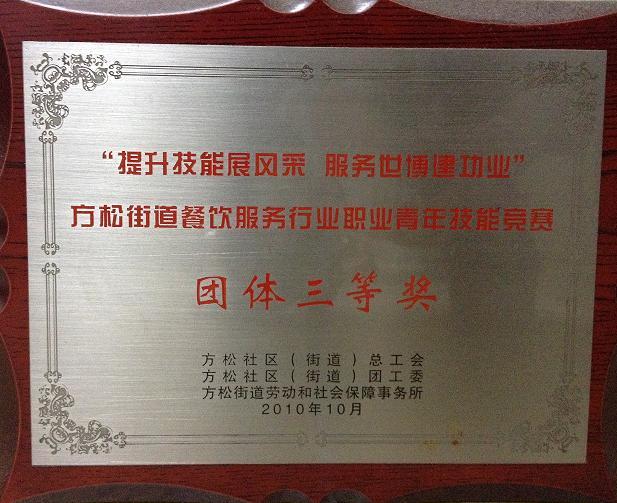 “提升技能展风采 服务世博建功业”
方松街道餐饮服务行业职业青年技能竞赛
团体三等奖
方松社区（街道）总工会
方松社区（街道）团工委
方松街道劳动和社会保障事务所
2010年10月